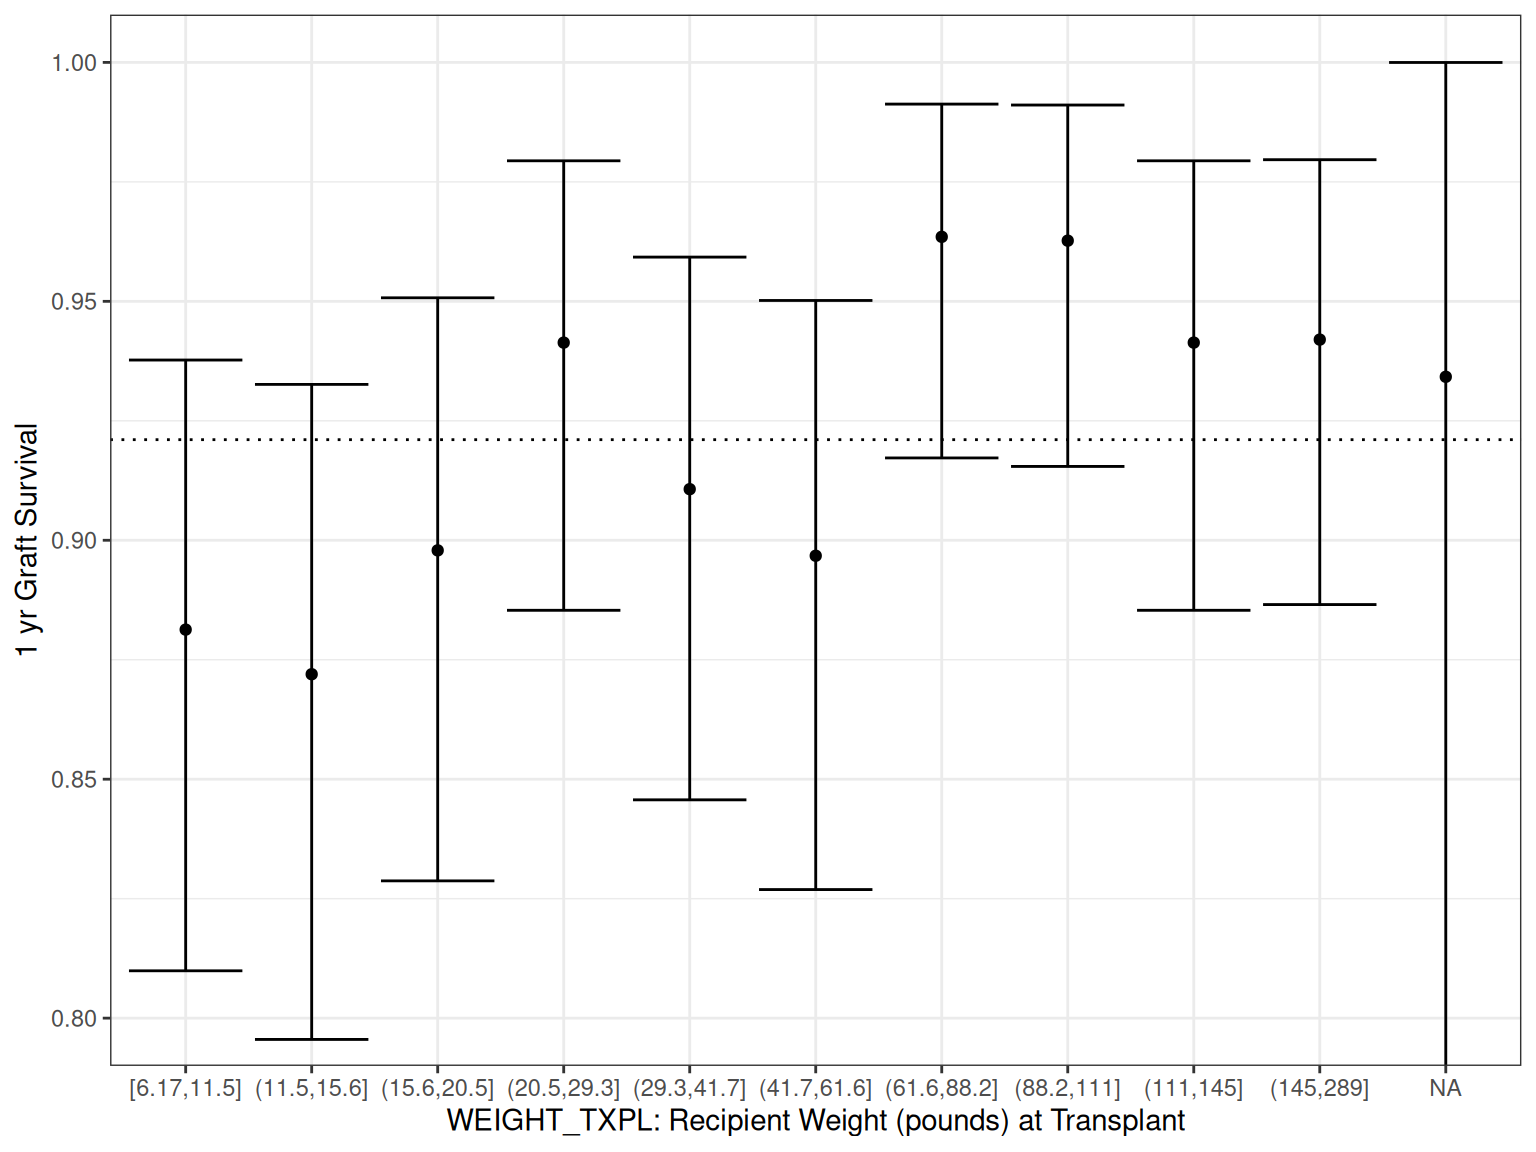 1.00
0.95
0.90
0.85
0.80
1 yr Graft Survival
[6.17,11.5] (11.5,15.6] (15.6,20.5] (20.5,29.3] (29.3,41.7] (41.7,61.6] (61.6,88.2] (88.2,111] (111,145] (145,289] NA
WEIGHT_TXPL: Recipient Weight (pounds) at Transplant